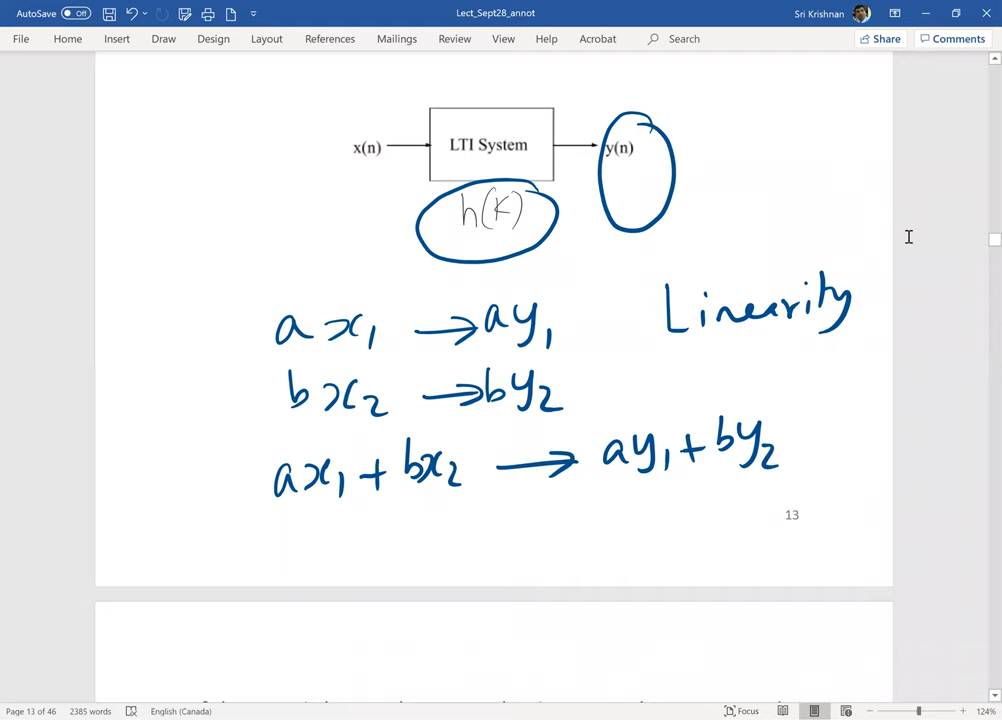 AutoSave Off Lect_Sept28_annot Sri Krishnan
File Home Insert Draw Design Layout References Mailings Review View Help Acrobat Search Share Comments
x(n) LTI System y(n)
h(k)
Linearity
ax₁ → ay₁
bx₂ → by₂
ax₁ + bx₂ → ay₁ + by₂
13
Page 13 of 46 2385 words English (Canada) Focus 124%